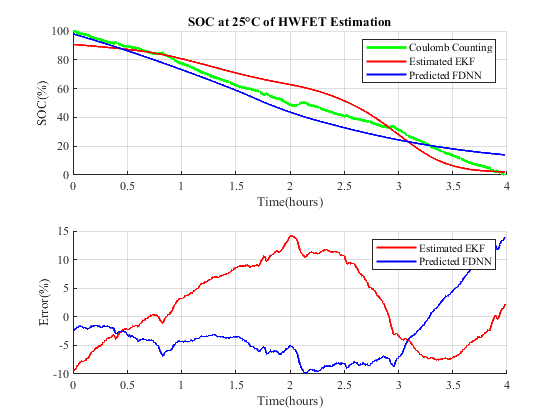 SOC at 25°C of HWFET Estimation
SOC(%)
100
80
60
40
20
0
Coulomb Counting
Estimated EKF
Predicted FDNN
0 0.5 1 1.5 2 2.5 3 3.5 4
Time(hours)
Error(%)
15
10
5
0
-5
-10
Estimated EKF
Predicted FDNN
0 0.5 1 1.5 2 2.5 3 3.5 4
Time(hours)